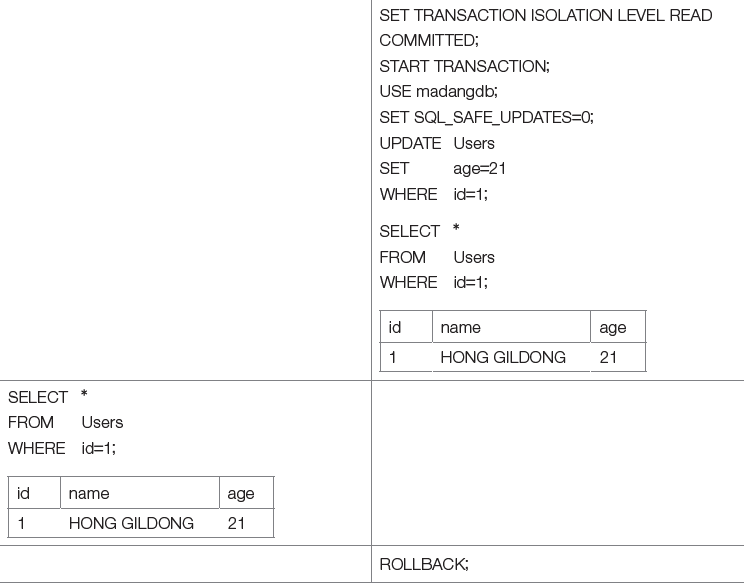 SET TRANSACTION ISOLATION LEVEL READ
COMMITTED;
START TRANSACTION;
USE madangdb;
SET SQL_SAFE_UPDATES=0;
UPDATE Users
SET age=21
WHERE id=1;
SELECT *
FROM Users
WHERE id=1;
id name age
1 HONG GILDONG 21
SELECT *
FROM Users
WHERE id=1;
id name age
1 HONG GILDONG 21
ROLLBACK;